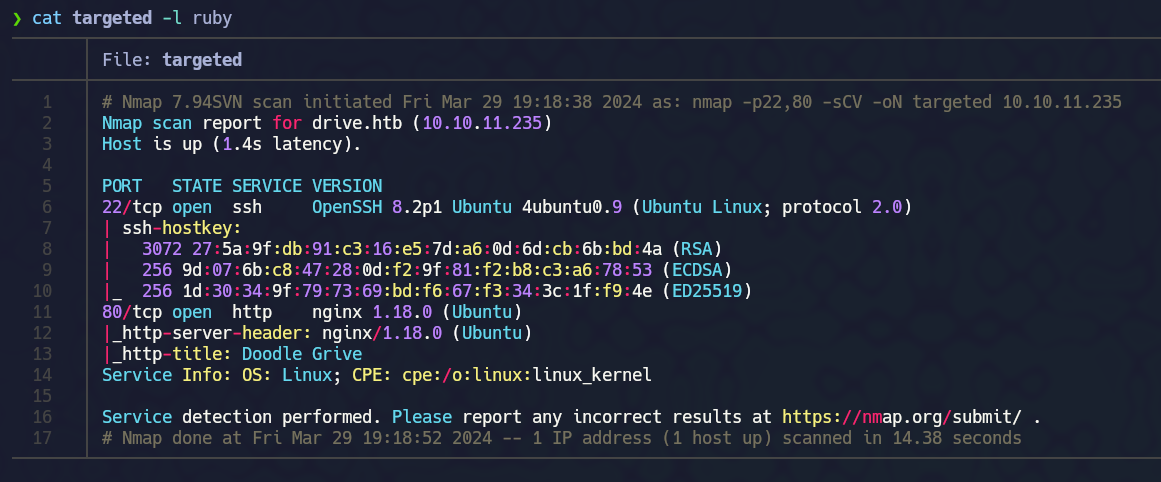 ❯ cat targeted -l ruby
File: targeted
1 # Nmap 7.94SVN scan initiated Fri Mar 29 19:18:38 2024 as: nmap -p22,80 -sCV -oN targeted 10.10.11.235
2 Nmap scan report for drive.htb (10.10.11.235)
3 Host is up (1.4s latency).
4
5 PORT   STATE SERVICE VERSION
6 22/tcp open  ssh     OpenSSH 8.2p1 Ubuntu 4ubuntu0.9 (Ubuntu Linux; protocol 2.0)
7 | ssh-hostkey:
8 |   3072 27:5a:9f:db:91:c3:16:e5:7d:a6:0d:6d:cb:6b:bd:4a (RSA)
9 |   256 9d:07:6b:c8:47:28:0d:f2:9f:81:f2:b8:c3:a6:78:53 (ECDSA)
10 |_  256 1d:30:34:9f:79:73:69:bd:f6:67:f3:34:3c:1f:f9:4e (ED25519)
11 80/tcp open  http    nginx 1.18.0 (Ubuntu)
12 |_http-server-header: nginx/1.18.0 (Ubuntu)
13 |_http-title: Doodle Grive
14 Service Info: OS: Linux; CPE: cpe:/o:linux:linux_kernel
15
16 Service detection performed. Please report any incorrect results at https://nmap.org/submit/ .
17 # Nmap done at Fri Mar 29 19:18:52 2024 -- 1 IP address (1 host up) scanned in 14.38 seconds